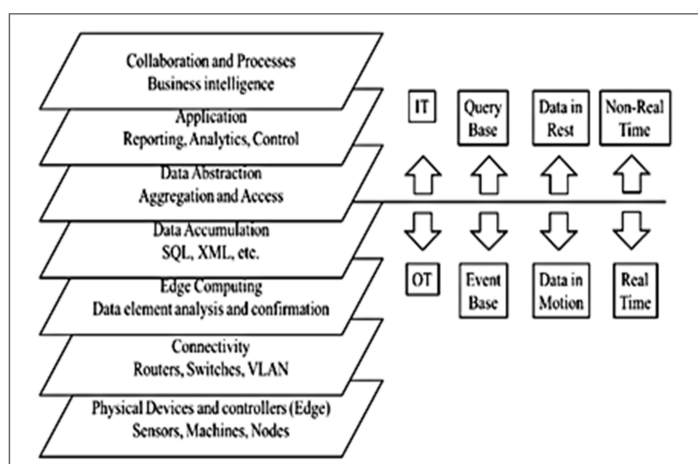 Collaboration and Processes
Business intelligence
Application
Reporting, Analytics, Control
Data Abstraction
Aggregation and Access
Data Accumulation
SQL, XML, etc.
Edge Computing
Data element analysis and confirmation
Connectivity
Routers, Switches, VLAN
Physical Devices and controllers (Edge)
Sensors, Machines, Nodes
IT
Query
Base
Data in
Rest
Non-Real
Time
OT
Event
Base
Data in
Motion
Real
Time